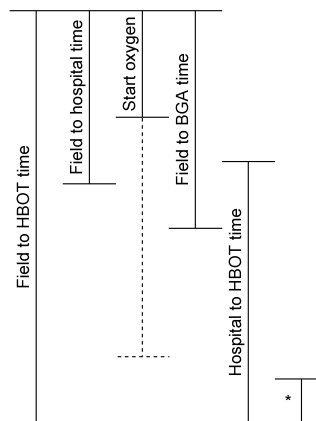 Field to HBOT time
Field to hospital time
Start oxygen
Field to BGA time
Hospital to HBOT time
*